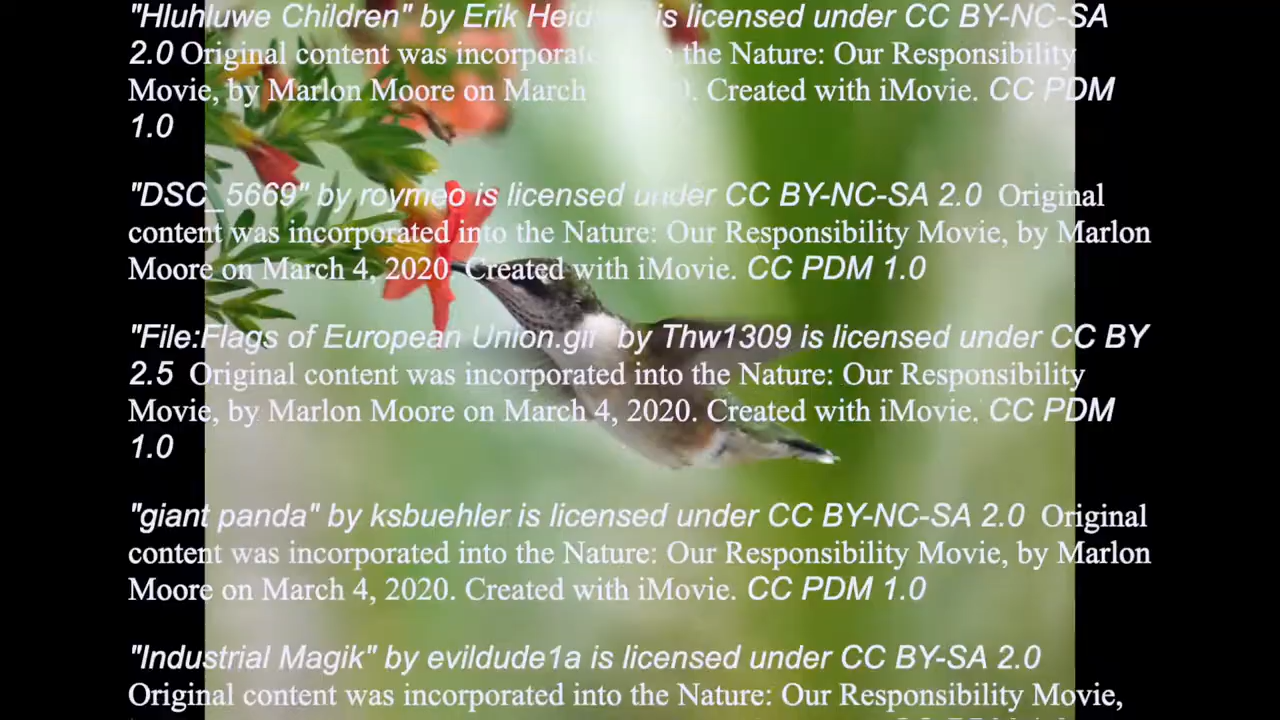 "Hluhluwe Children" by Erik is licensed under CC BY-NC-SA
2.0 Original content was incorporated the Nature: Our Responsibility
Movie, by Marlon Moore on March . Created with iMovie. CC PDM
1.0
"DSC_5669" by roymeo is licensed under CC BY-NC-SA 2.0 Original
content was incorporated into the Nature: Our Responsibility Movie, by Marlon
Moore on March 4, 2020. Created with iMovie. CC PDM 1.0
"File:Flags of European Union.gif" by Thw1309 is licensed under CC BY
2.5 Original content was incorporated into the Nature: Our Responsibility
Movie, by Marlon Moore on March 4, 2020. Created with iMovie. CC PDM
1.0
"giant panda" by ksbuehler is licensed under CC BY-NC-SA 2.0 Original
content was incorporated into the Nature: Our Responsibility Movie, by Marlon
Moore on March 4, 2020. Created with iMovie. CC PDM 1.0
"Industrial Magik" by evildude1a is licensed under CC BY-SA 2.0
Original content was incorporated into the Nature: Our Responsibility Movie,